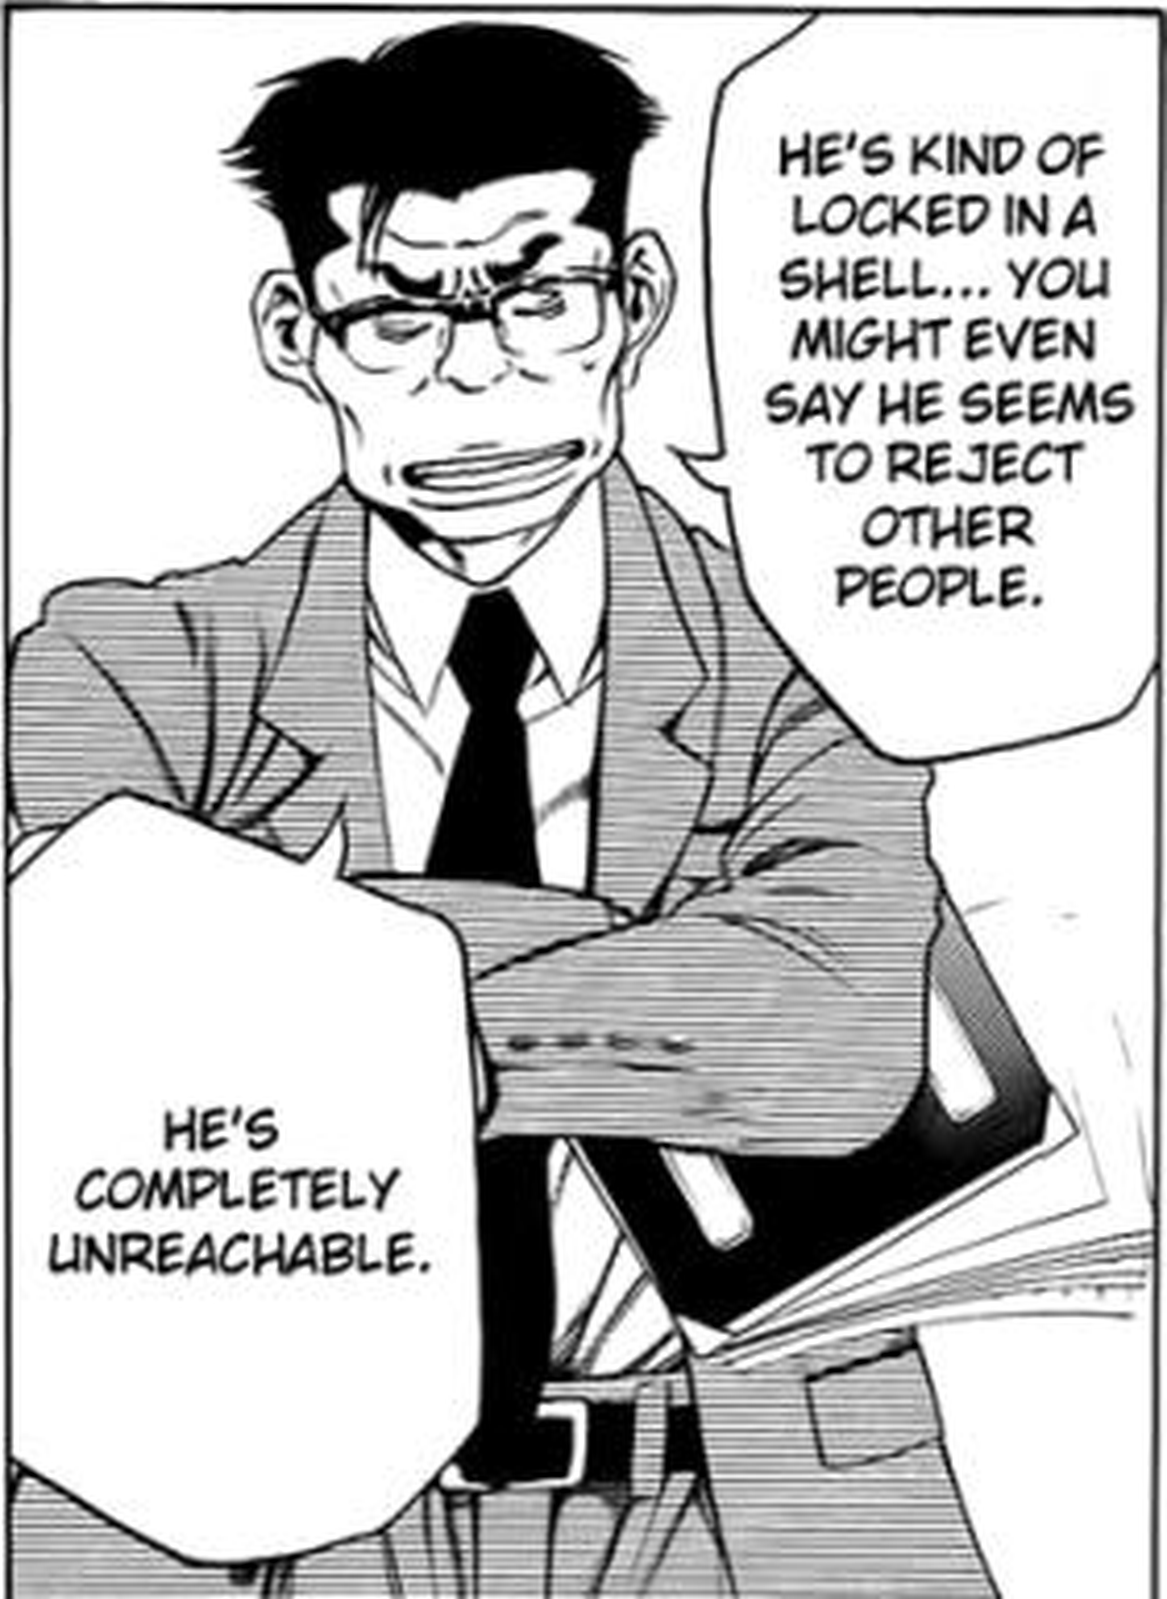 HE'S KIND OF
LOCKED IN A
SHELL... YOU
MIGHT EVEN
SAY HE SEEMS
TO REJECT
OTHER
PEOPLE.
HE'S
COMPLETELY
UNREACHABLE.